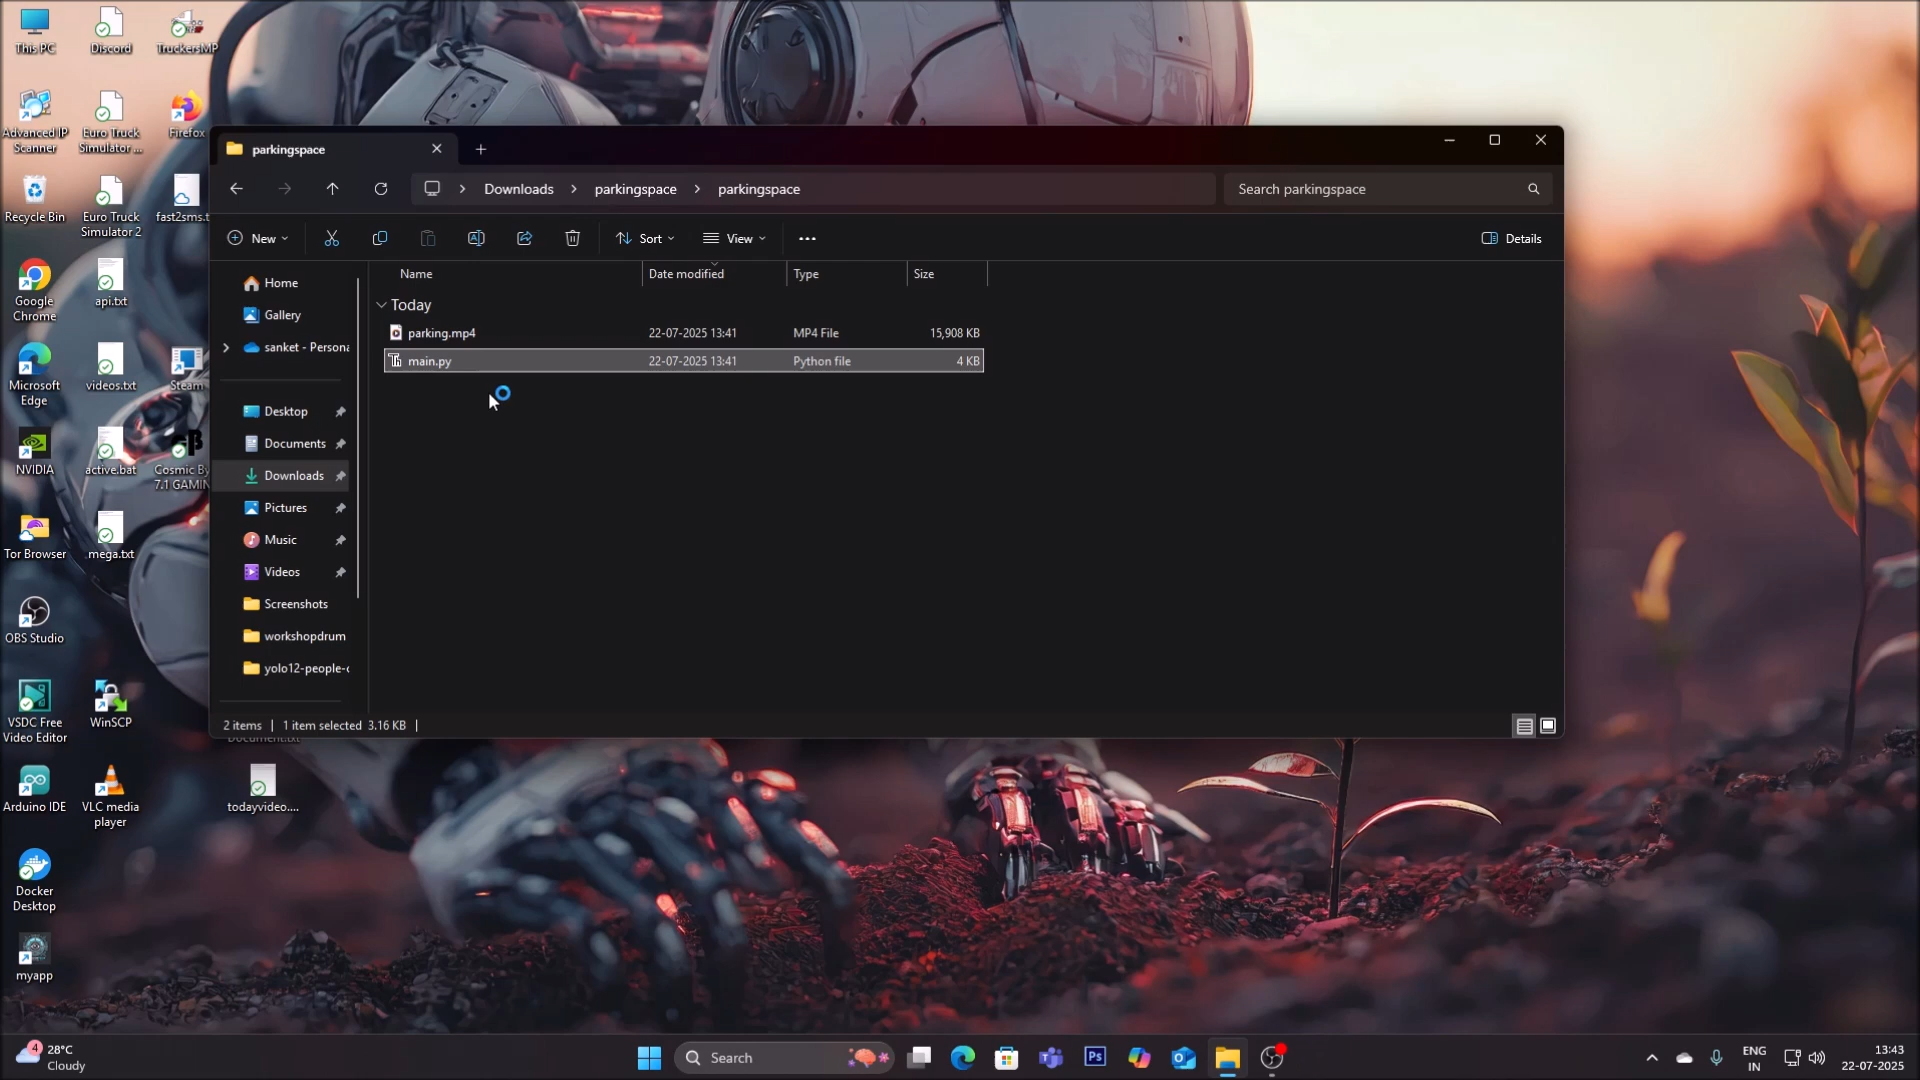 This PC
Discord
TruckersMP
Advanced IP
Scanner
Euro Truck
Simulator ...
Firefox
Recycle Bin
Euro Truck
Simulator 2
fast2sms.t
Google
Chrome
api.txt
Microsoft
Edge
videos.txt
Steam
NVIDIA
active.bat
Cosmic By
7.1 GAMIN
Tor Browser
mega.txt
OBS Studio
VSDC Free
Video Editor
WinSCP
Arduino IDE
VLC media
player
todayvideo....
Docker
Desktop
myapp
parkingspace
Downloads
parkingspace
parkingspace
Search parkingspace
New
Sort
View
Details
Home
Gallery
sanket - Persona
Desktop
Documents
Downloads
Pictures
Music
Videos
Screenshots
workshopdrum
yolo12-people-c
Name
Date modified
Type
Size
Today
parking.mp4
22-07-2025 13:41
MP4 File
15,908 KB
main.py
22-07-2025 13:41
Python file
4 KB
2 items
1 item selected 3.16 KB
Document.txt
4
28°C
Cloudy
Search
Ps
ENG
IN
13:43
22-07-2025